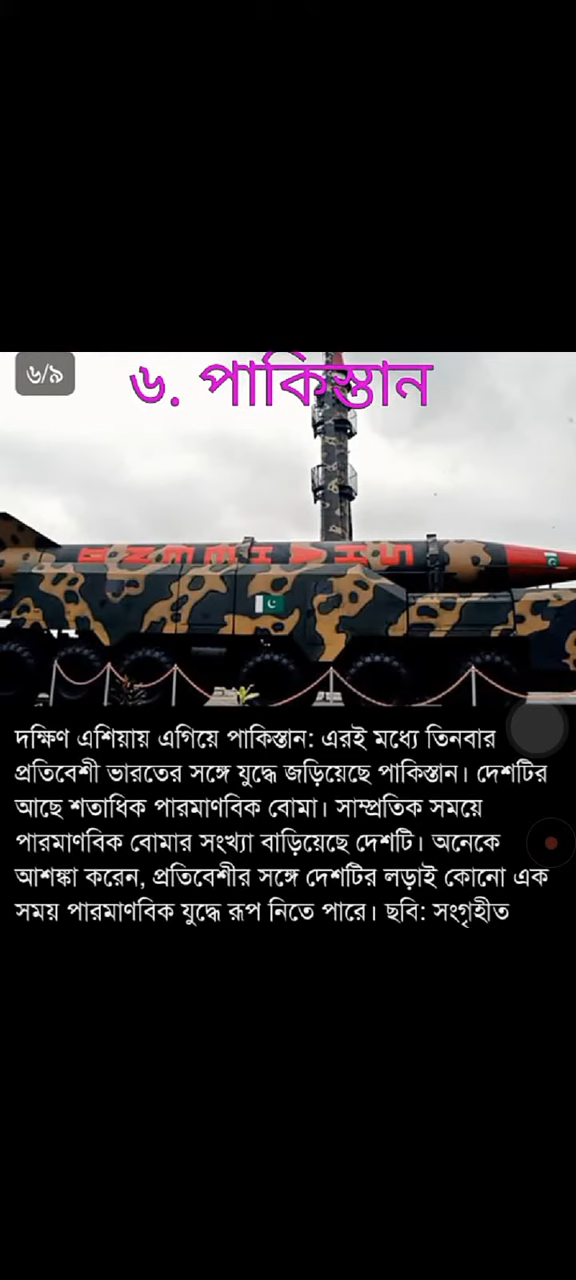 ৬/৯
৬. পাকিস্তান
SHAHEEN
দক্ষিণ এশিয়ায় এগিয়ে পাকিস্তান: এরই মধ্যে তিনবার
প্রতিবেশী ভারতের সঙ্গে যুদ্ধে জড়িয়েছে পাকিস্তান। দেশটির
আছে শতাধিক পারমাণবিক বোমা। সাম্প্রতিক সময়ে
পারমাণবিক বোমার সংখ্যা বাড়িয়েছে দেশটি। অনেকে
আশঙ্কা করেন, প্রতিবেশীর সঙ্গে দেশটির লড়াই কোনো এক
সময় পারমাণবিক যুদ্ধে রূপ নিতে পারে। ছবি: সংগৃহীত